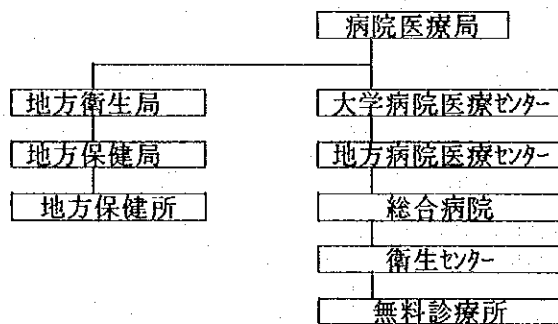 病院医療局
地方衛生局
大学病院医療ｾﾝﾀｰ
地方保健局
地方病院医療ｾﾝﾀｰ
地方保健所
総合病院
衛生ｾﾝﾀｰ
無料診療所